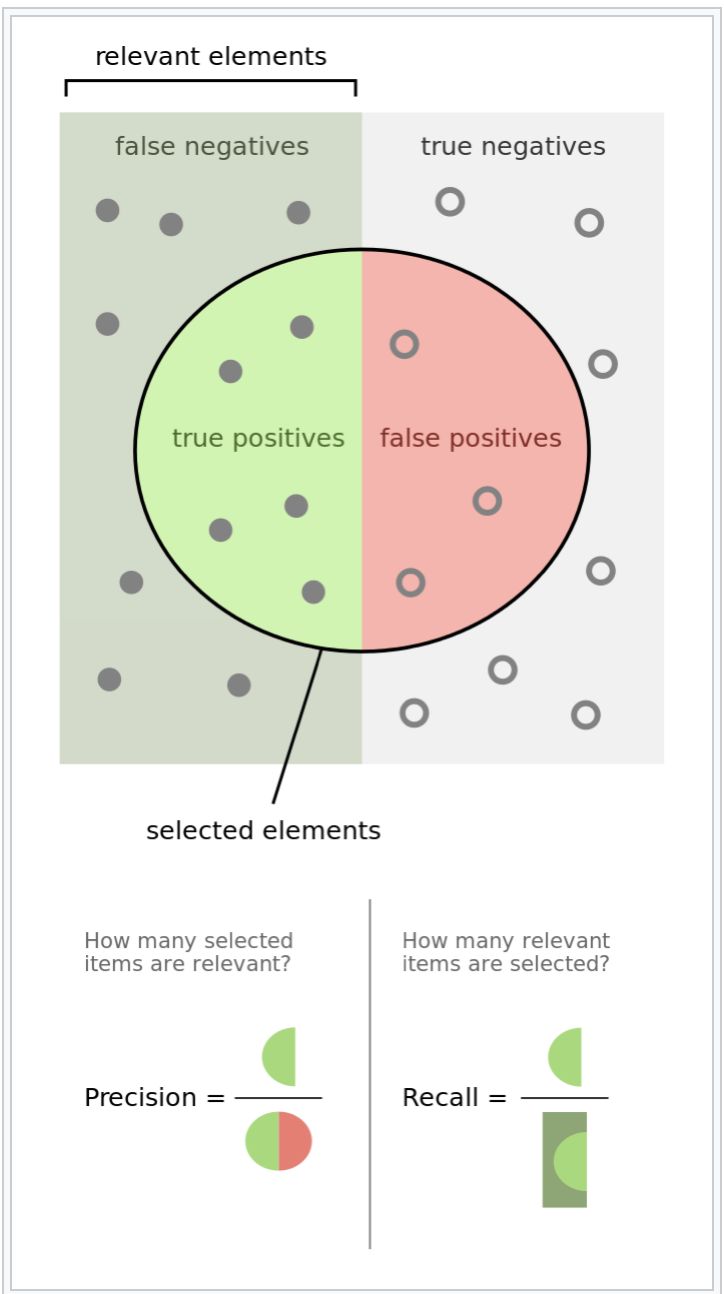 relevant elements
false negatives
true negatives
true positives
false positives
selected elements
How many selected
items are relevant?
How many relevant
items are selected?
Precision =
Recall =